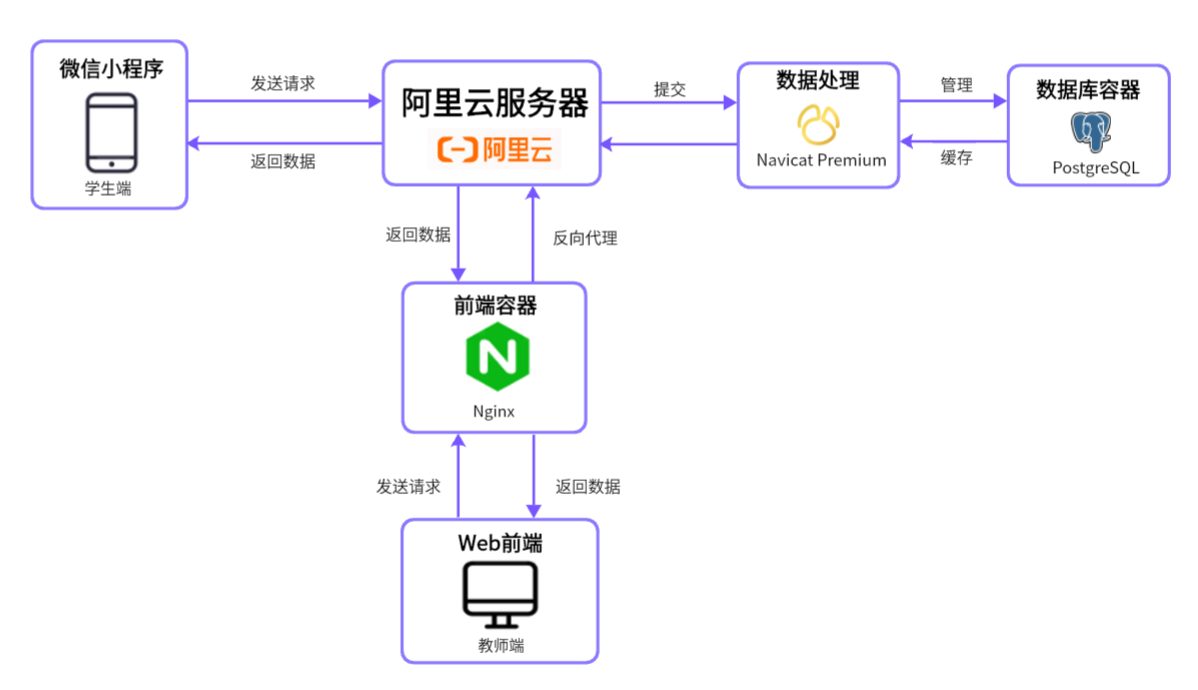 微信小程序
学生端
发送请求
返回数据
阿里云服务器
阿里云
提交
数据处理
Navicat Premium
管理
缓存
数据库容器
PostgreSQL
返回数据
反向代理
前端容器
N
Nginx
发送请求
返回数据
Web前端
教师端